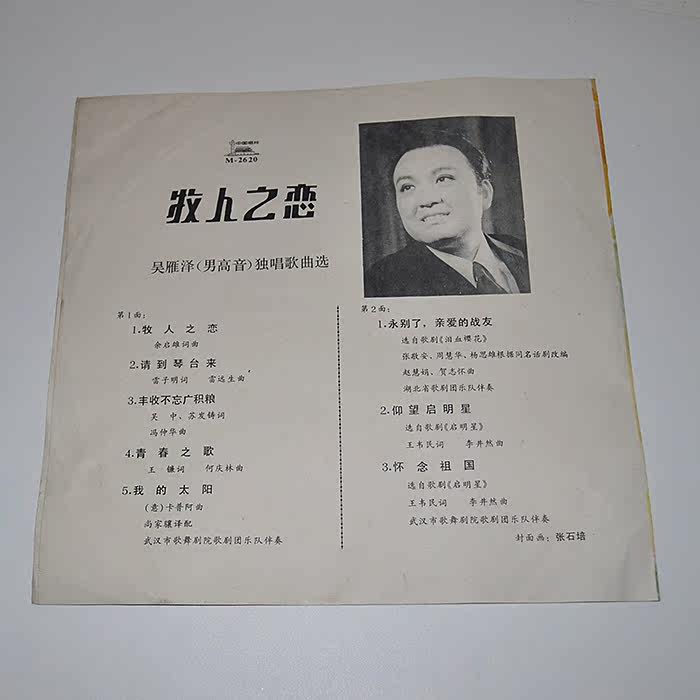 中国唱片
M-2620
牧人之恋
吴雁泽(男高音)独唱歌曲选
第1面:
1.牧人之恋
余启雄词曲
2.请到琴台来
雷子明词 雷远生曲
3.丰收不忘广积粮
吴中、苏发铸词
冯仲华曲
4.青春之歌
王镰词 何庆林曲
5.我的太阳
(意)卡普阿曲
尚家骧译配
武汉市歌舞剧院歌剧团乐队伴奏
第2面:
1.永别了,亲爱的战友
选自歌剧《泪血樱花》
张敬安、周慧华、杨思雄根据同名话剧改编
赵慧娟、贺志怀曲
湖北省歌剧团乐队伴奏
2.仰望启明星
选自歌剧《启明星》
王韦民词 李井然曲
3.怀念祖国
选自歌剧《启明星》
王韦民词 李井然曲
武汉市歌舞剧院歌剧团乐队伴奏
封面画:张石培